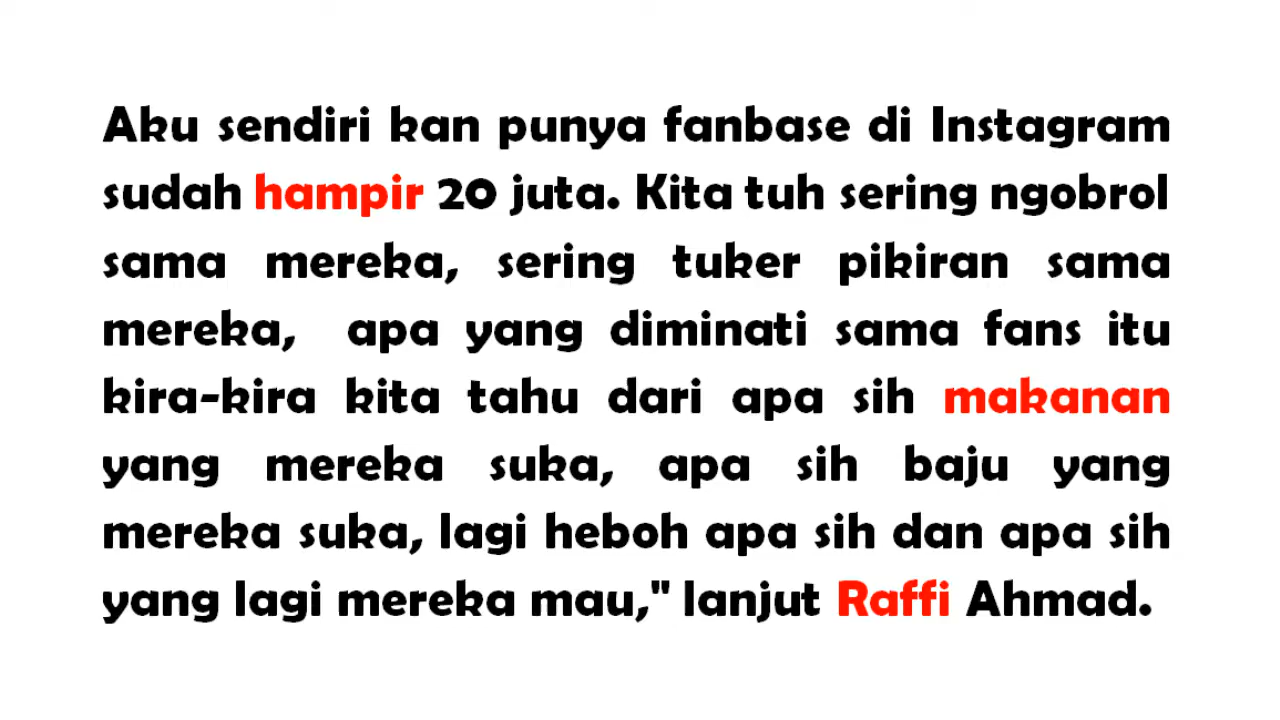 Aku sendiri kan punya fanbase di Instagram
sudah hampir 20 juta. Kita tuh sering ngobrol
sama mereka, sering tuker pikiran sama
mereka, apa yang diminati sama fans itu
kira-kira kita tahu dari apa sih makanan
yang mereka suka, apa sih baju yang
mereka suka, lagi heboh apa sih dan apa sih
yang lagi mereka mau," lanjut Raffi Ahmad.